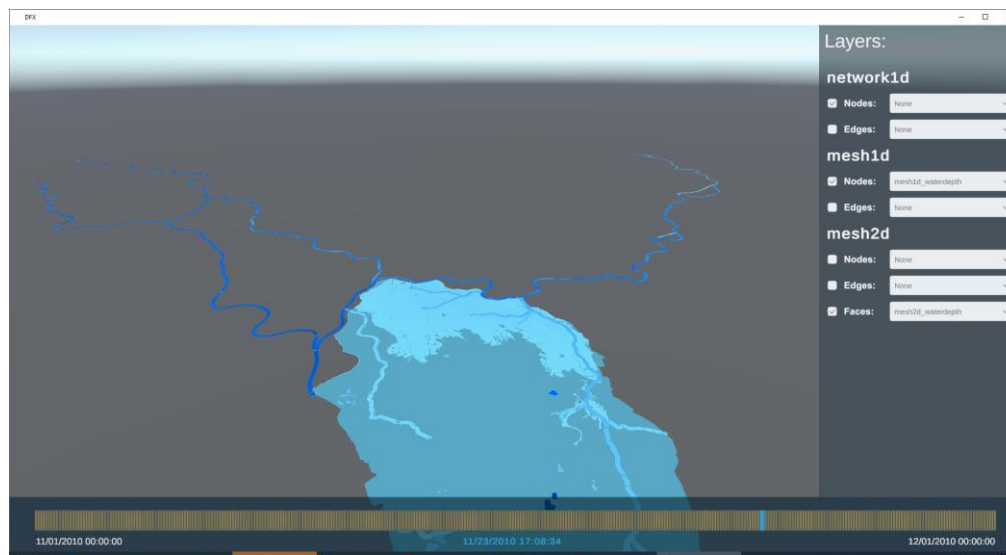 DFX
Layers:
network1d
Nodes: None
Edges: None
mesh1d
Nodes: mesh1d_waterdepth
Edges: None
mesh2d
Nodes: None
Edges: None
Faces: mesh2d_waterdepth
11/01/2010 00:00:00 11/23/2010 17:08:34 12/01/2010 00:00:00